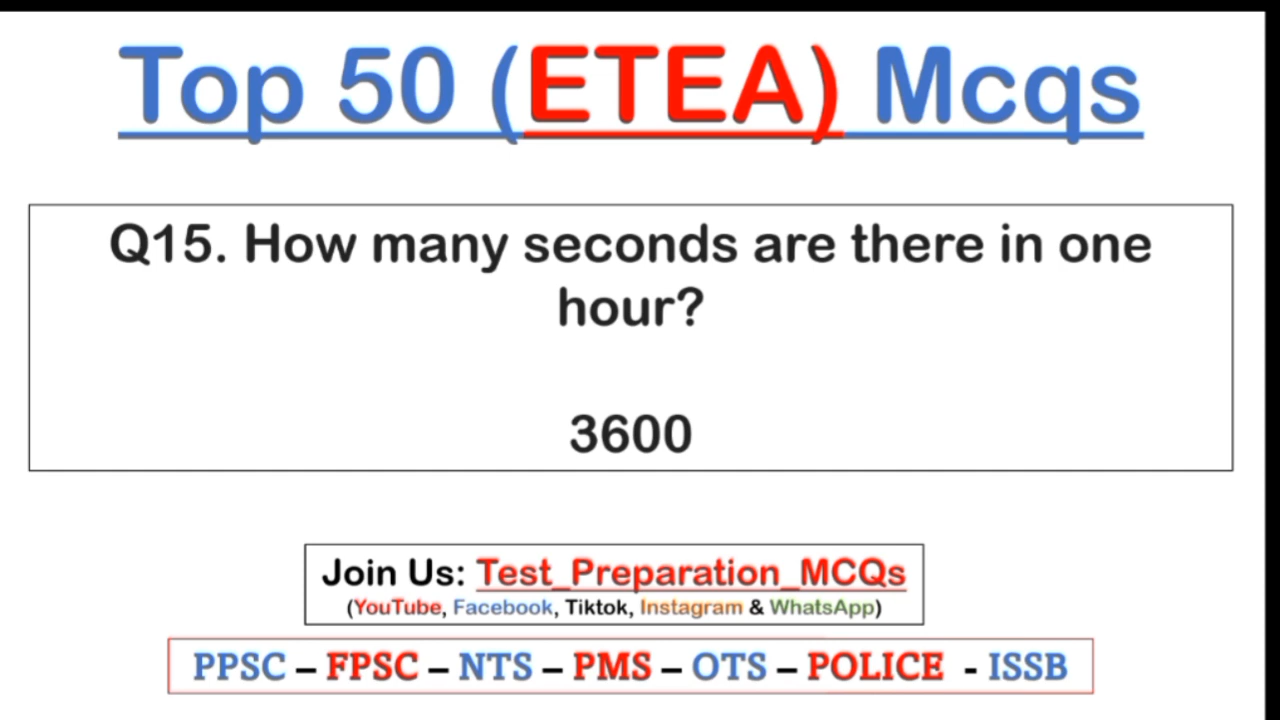 Top 50 (ETEA) Mcqs
Q15. How many seconds are there in one
hour?
3600
Join Us: Test_Preparation_MCQs
(YouTube, Facebook, Tiktok, Instagram & WhatsApp)
PPSC – FPSC – NTS – PMS – OTS – POLICE - ISSB